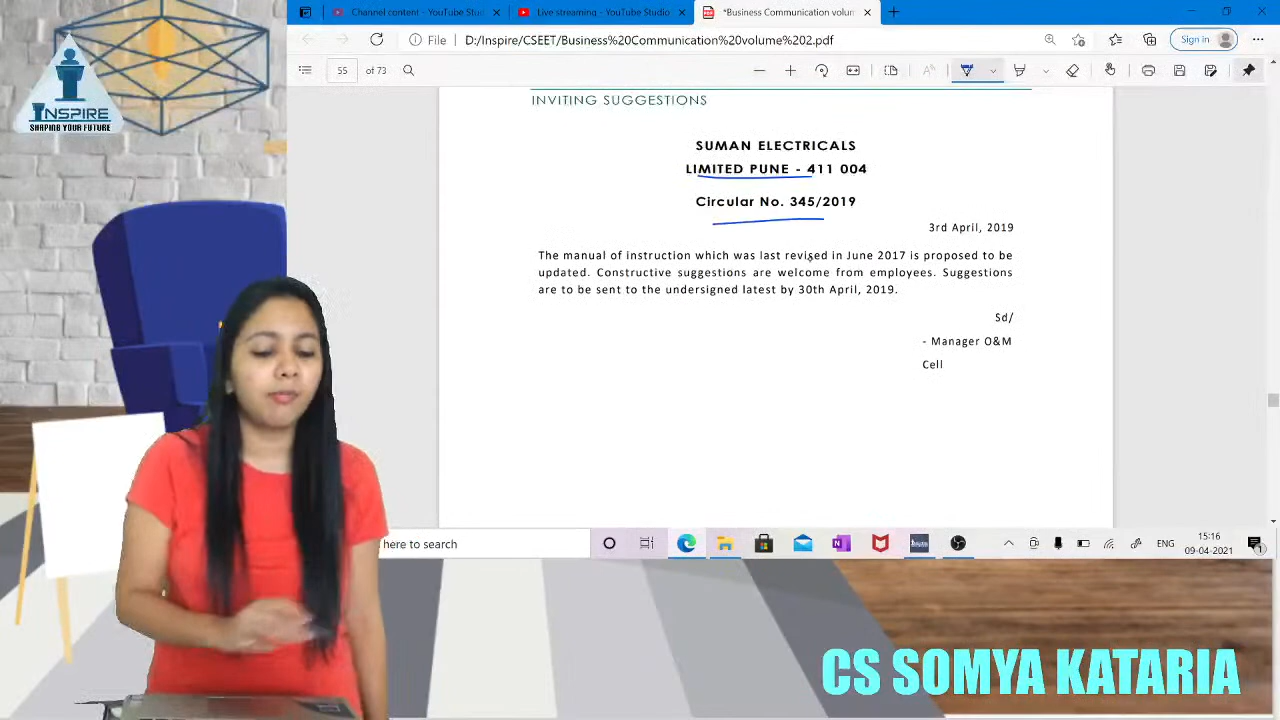 Channel content - YouTube Stud
Live streaming - YouTube Studio
*Business Communication volun
File D:/Inspire/CSEET/Business%20Communication%20volume%202.pdf
Sign in
55 of 73
INSPIRE
SHAPING YOUR FUTURE
INVITING SUGGESTIONS
SUMAN ELECTRICALS
LIMITED PUNE - 411 004
Circular No. 345/2019
3rd April, 2019
The manual of instruction which was last revised in June 2017 is proposed to be
updated. Constructive suggestions are welcome from employees. Suggestions
are to be sent to the undersigned latest by 30th April, 2019.
Sd/
- Manager O&M
Cell
here to search
ENG
15:16
09-04-2021
CS SOMYA KATARIA